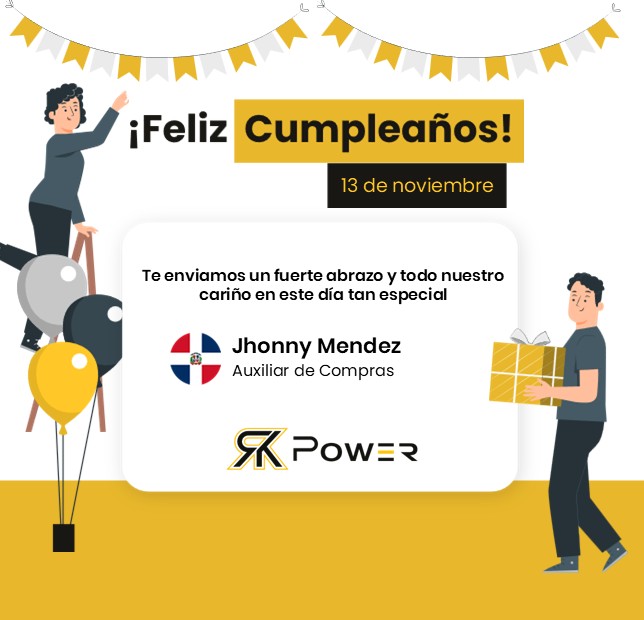 ¡Feliz Cumpleaños!
13 de noviembre
Te enviamos un fuerte abrazo y todo nuestro
cariño en este día tan especial
Jhonny Mendez
Auxiliar de Compras
RK Power